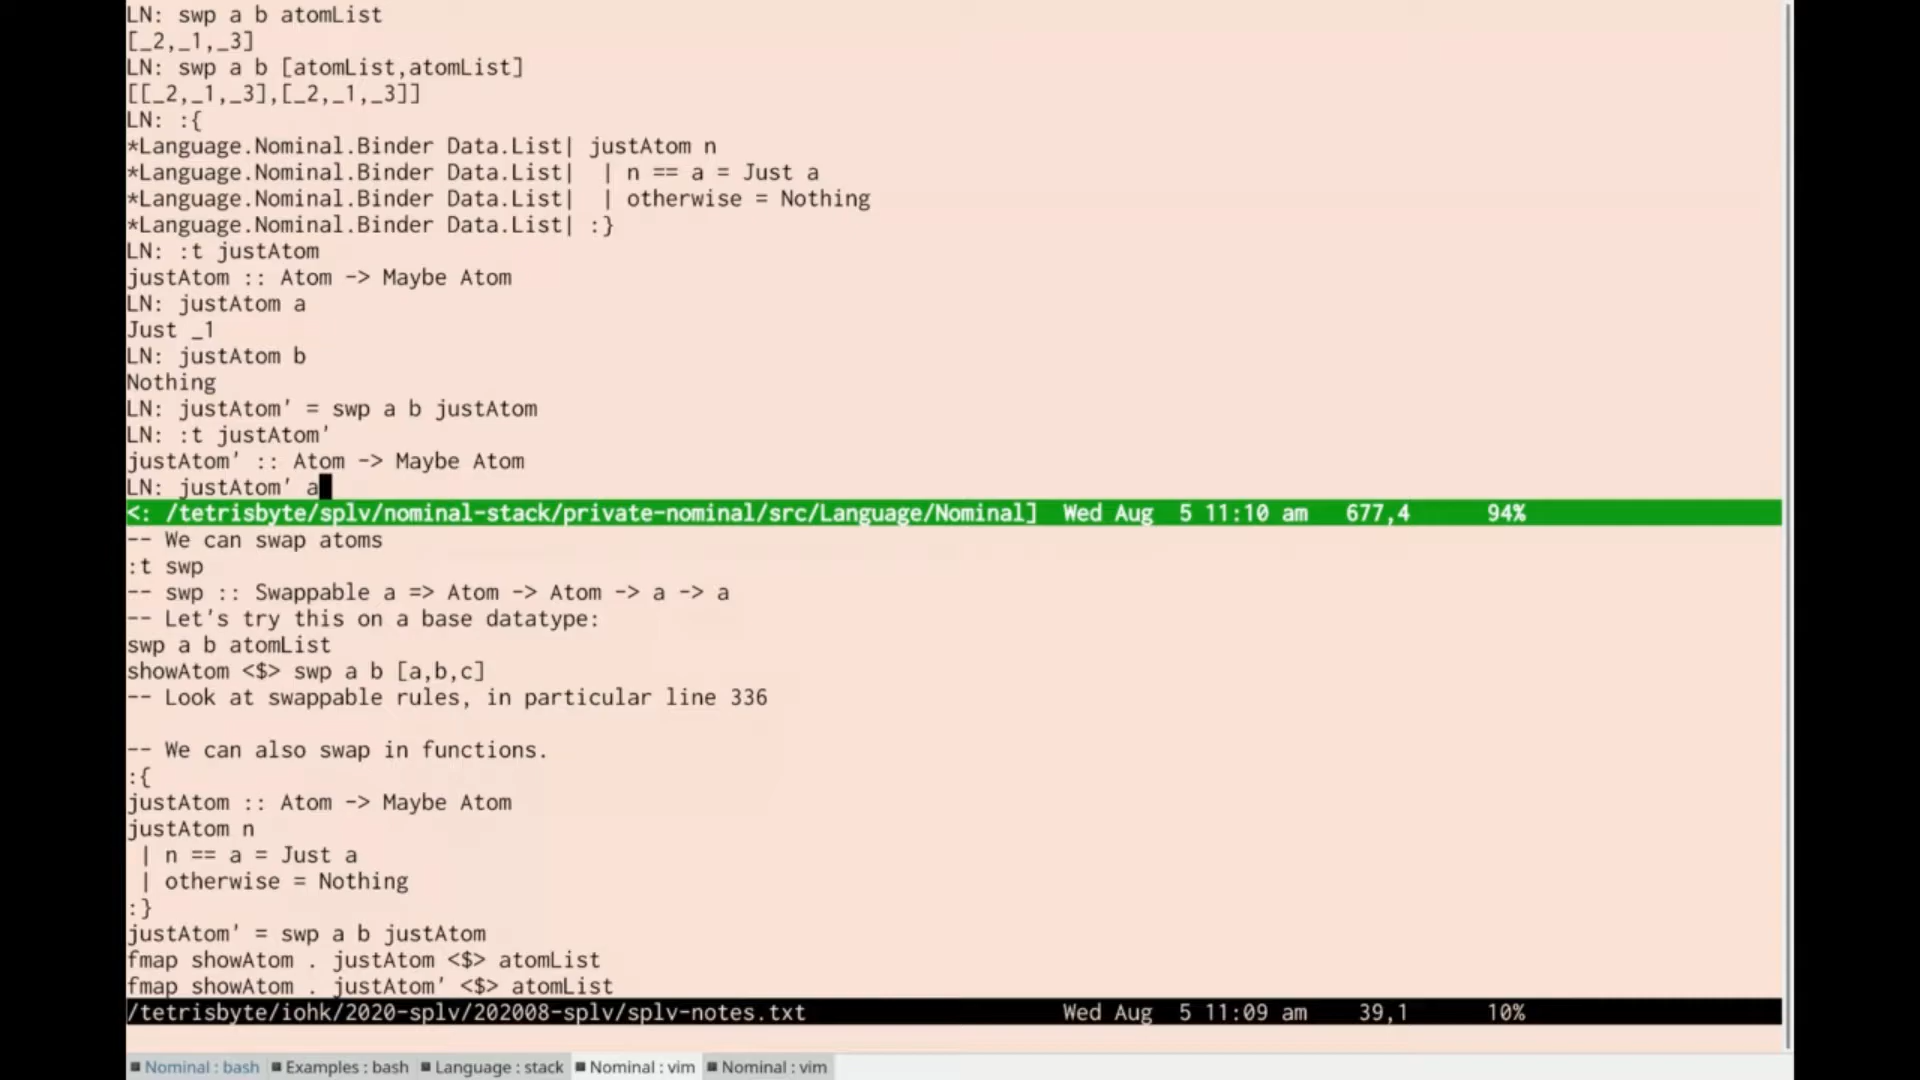 LN: swp a b atomList
[_2,_1,_3]
LN: swp a b [atomList,atomList]
[[_2,_1,_3],[_2,_1,_3]]
LN: :{
*Language.Nominal.Binder Data.List| justAtom n
*Language.Nominal.Binder Data.List|  | n == a = Just a
*Language.Nominal.Binder Data.List|  | otherwise = Nothing
*Language.Nominal.Binder Data.List| :}
LN: :t justAtom
justAtom :: Atom -> Maybe Atom
LN: justAtom a
Just _1
LN: justAtom b
Nothing
LN: justAtom' = swp a b justAtom
LN: :t justAtom'
justAtom' :: Atom -> Maybe Atom
LN: justAtom' a
<: /tetrisbyte/splv/nominal-stack/private-nominal/src/Language/Nominal]  Wed Aug  5 11:10 am   677,4      94%
-- We can swap atoms
:t swp
-- swp :: Swappable a => Atom -> Atom -> a -> a
-- Let's try this on a base datatype:
swp a b atomList
showAtom <$> swp a b [a,b,c]
-- Look at swappable rules, in particular line 336
-- We can also swap in functions.
:{
justAtom :: Atom -> Maybe Atom
justAtom n
 | n == a = Just a
 | otherwise = Nothing
:}
justAtom' = swp a b justAtom
fmap showAtom . justAtom <$> atomList
fmap showAtom . justAtom' <$> atomList
/tetrisbyte/iohk/2020-splv/202008-splv/splv-notes.txt                    Wed Aug  5 11:09 am    39,1      10%
Nominal : bash Examples : bash Language : stack Nominal : vim Nominal : vim